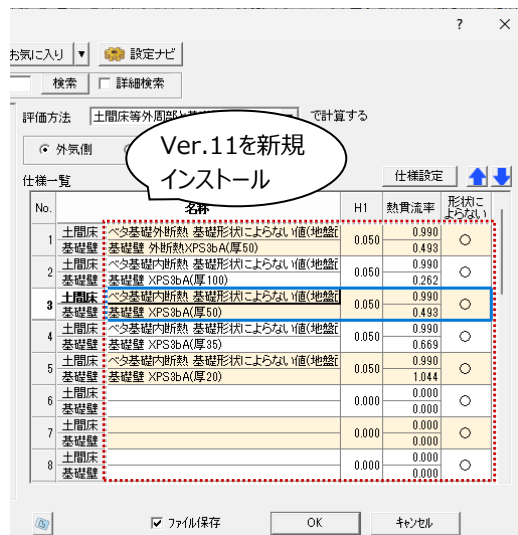 ? ×
お気に入り ▼ 設定ナビ
検索 詳細検索
評価方法 土間床等外周部 で計算する
外気側
Ver.11を新規
インストール
仕様一覧 仕様設定
No. 名称 H1 熱貫流率 形状に
よらない
1 土間床 ベタ基礎外断熱 基礎形状によらない値(地盤 0.050 0.990 ○
基礎壁 基礎壁 外断熱XPS3bA(厚50) 0.493
2 土間床 ベタ基礎内断熱 基礎形状によらない値(地盤 0.050 0.990 ○
基礎壁 基礎壁 XPS3bA(厚100) 0.262
3 土間床 ベタ基礎内断熱 基礎形状によらない値(地盤 0.050 0.990 ○
基礎壁 基礎壁 XPS3bA(厚50) 0.493
4 土間床 ベタ基礎内断熱 基礎形状によらない値(地盤 0.050 0.990 ○
基礎壁 基礎壁 XPS3bA(厚35) 0.669
5 土間床 ベタ基礎内断熱 基礎形状によらない値(地盤 0.050 0.990 ○
基礎壁 基礎壁 XPS3bA(厚20) 1.044
6 土間床 0.000 0.000 ○
基礎壁 0.000
7 土間床 0.000 0.000 ○
基礎壁 0.000
8 土間床 0.000 0.000 ○
基礎壁 0.000
ファイル保存 OK キャンセル